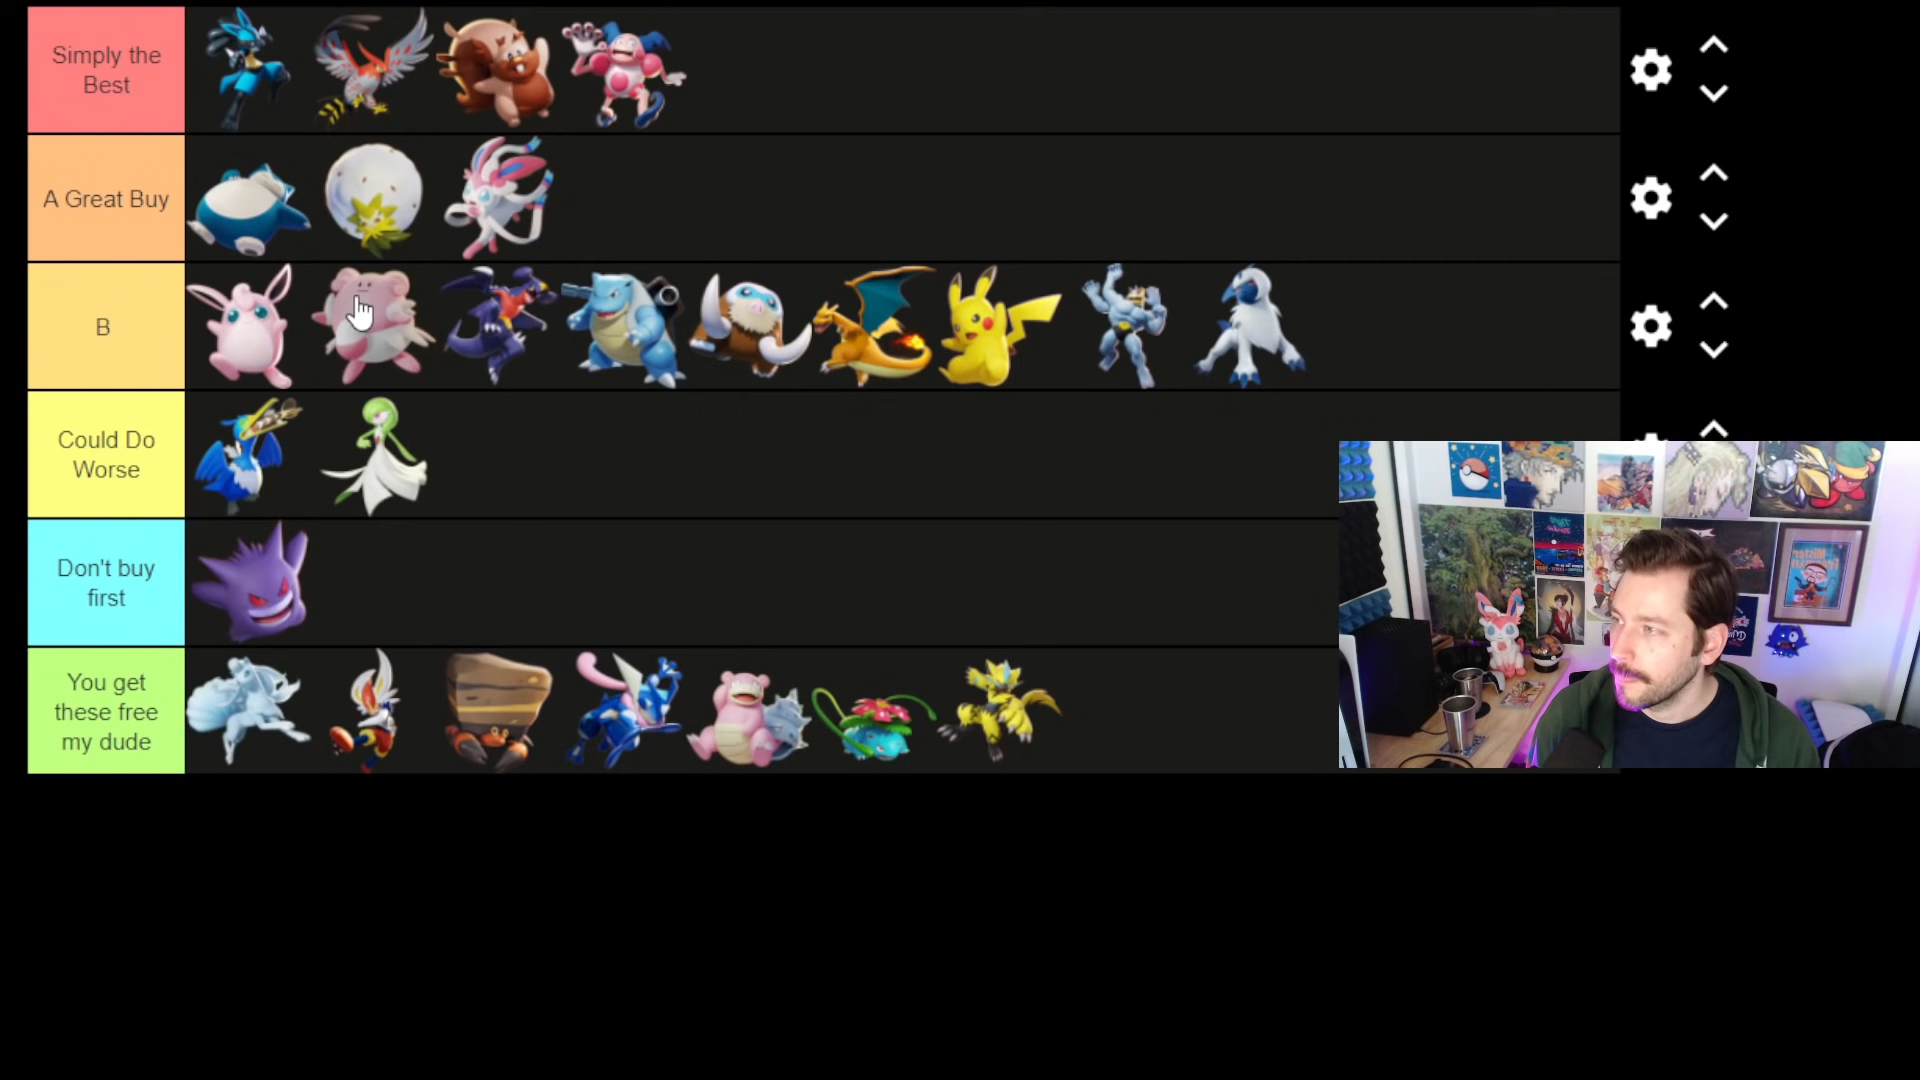 Simply the
Best
A Great Buy
B
Could Do
Worse
Don't buy
first
You get
these free
my dude